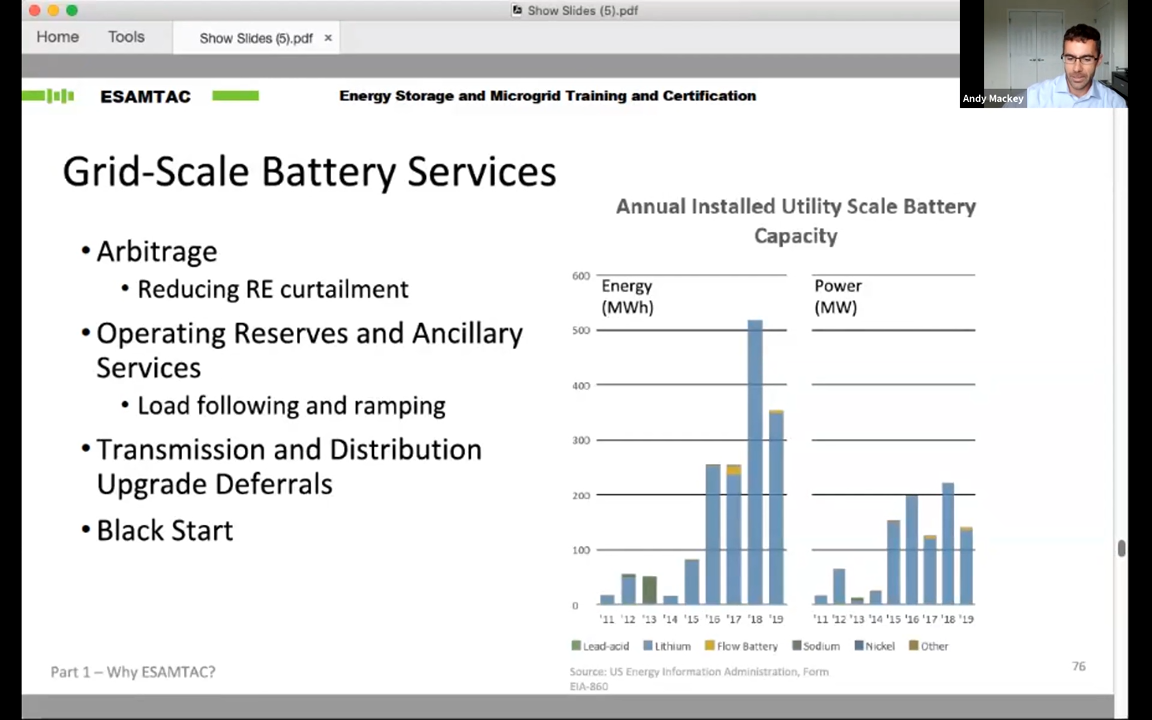 Show Slides (5).pdf
Home
Tools
Show Slides (5).pdf ×
Andy Mackey
ESAMTAC
Energy Storage and Microgrid Training and Certification
Grid-Scale Battery Services
• Arbitrage
• Reducing RE curtailment
• Operating Reserves and Ancillary
Services
• Load following and ramping
• Transmission and Distribution
Upgrade Deferrals
• Black Start
Annual Installed Utility Scale Battery
Capacity
600
500
400
300
200
100
0
Energy
(MWh)
Power
(MW)
'11 '12 '13 '14 '15 '16 '17 '18 '19
'11 '12 '13 '14 '15 '16 '17 '18 '19
Lead-acid Lithium Flow Battery Sodium Nickel Other
Source: US Energy Information Administration, Form
EIA-860
Part 1 – Why ESAMTAC?
76